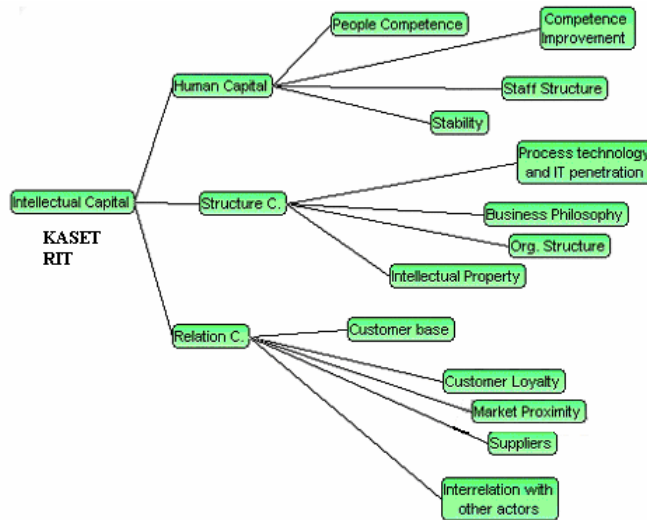 People Competence
Competence
Improvement
Human Capital
Staff Structure
Stability
Process technology
and IT penetration
Intellectual Capital
Structure C.
Business Philosophy
KASET
RIT
Org. Structure
Intellectual Property
Relation C.
Customer base
Customer Loyalty
Market Proximity
Suppliers
Interrelation with
other actors